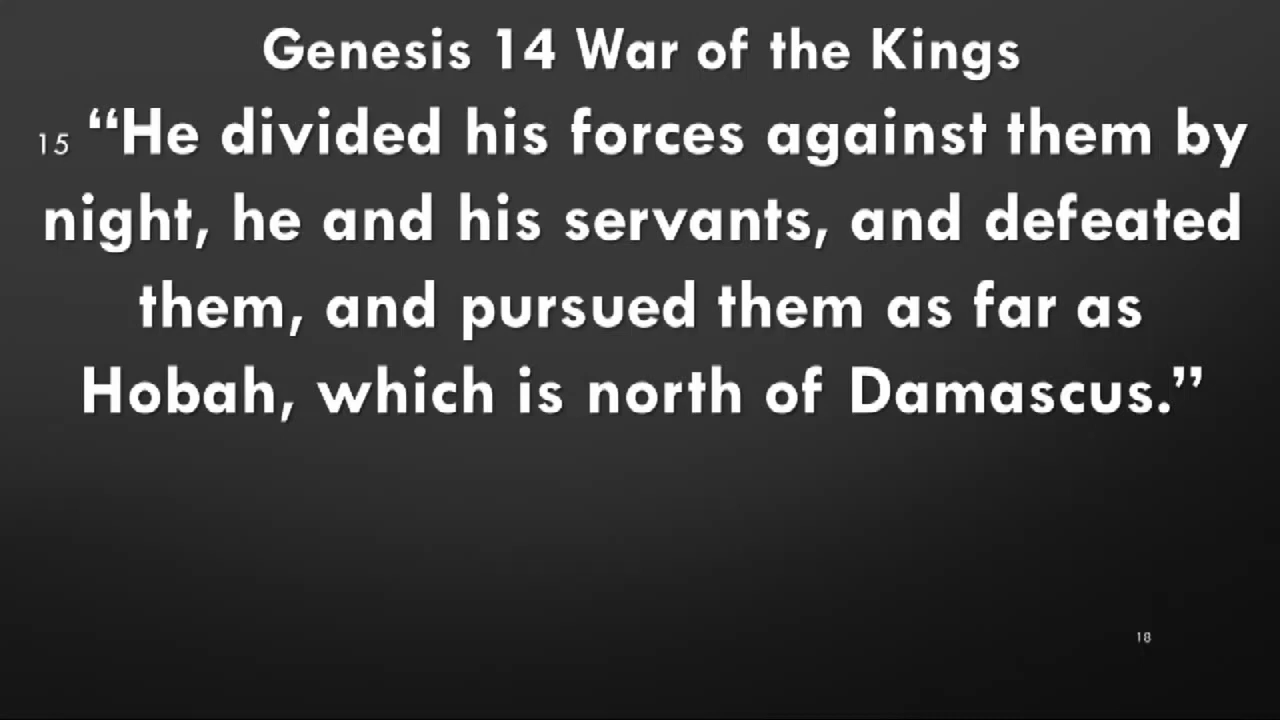 Genesis 14 War of the Kings
15 “He divided his forces against them by
night, he and his servants, and defeated
them, and pursued them as far as
Hobah, which is north of Damascus.”
18